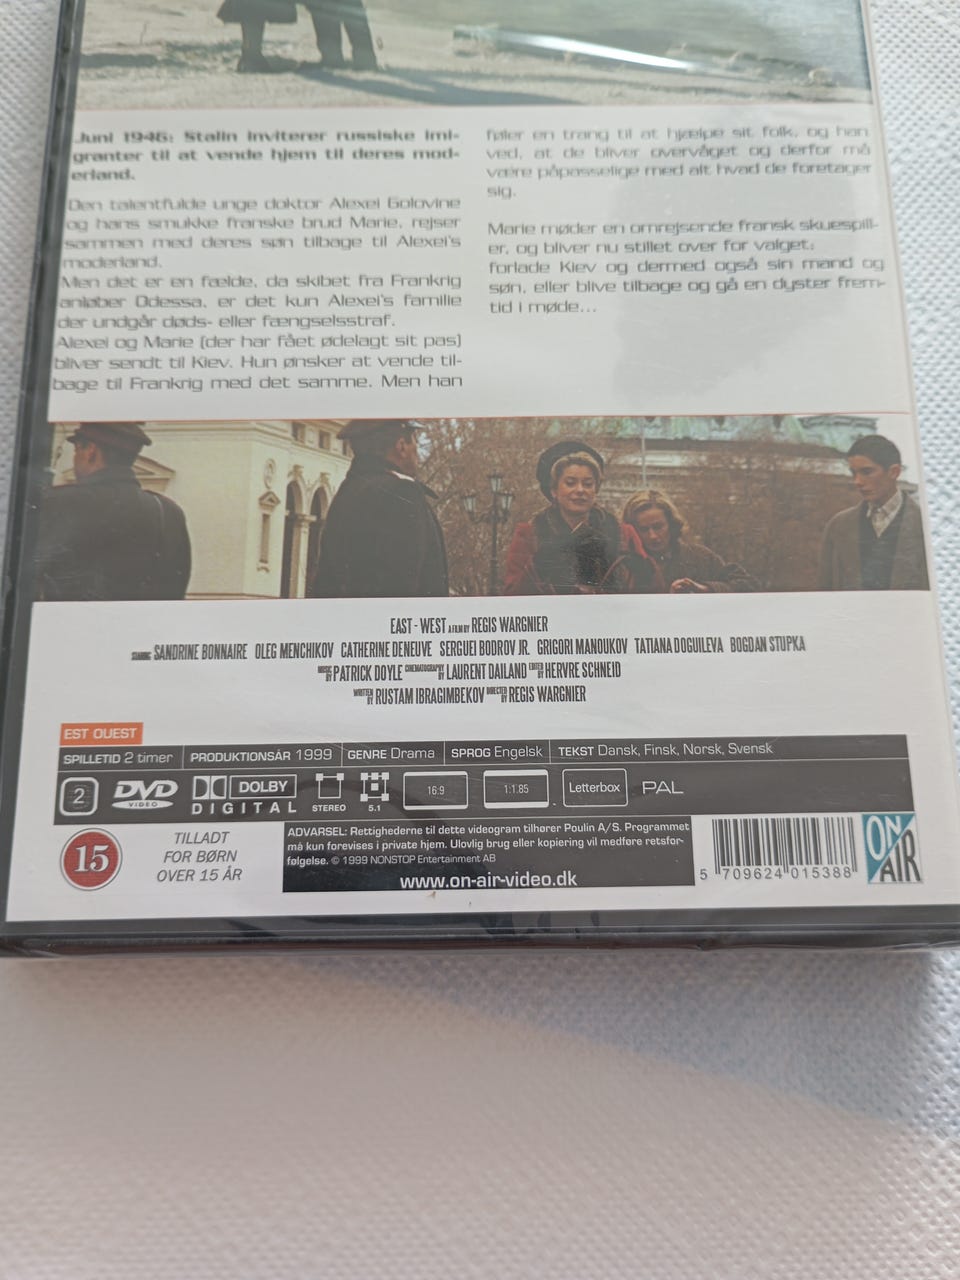 Juni 1946: Stalin inviterer russiske imi-
granter til at vende hjem til deres mod-
erland.
Den talentfulde unge doktor Alexei Golovine
og hans smukke franske brud Marie, rejser
sammen med deres søn tilbage til Alexei's
moderland.
Men det er en fælde, da skibet fra Frankrig
anløber Odessa, er det kun Alexei's familie
der undgår døds- eller fængselsstraf.
Alexei og Marie (der har fået ødelagt sit pas)
bliver sendt til Kiev. Hun ønsker at vende til-
bage til Frankrig med det samme. Men han
føler en trang til at hjælpe sit folk, og han
ved, at de bliver overvåget og derfor må
være påpasselige med alt hvad de foretager
sig.
Marie møder en omrejsende fransk skuespill-
er, og bliver nu stillet over for valget:
forlade Kiev og dermed også sin mand og
søn, eller blive tilbage og gå en dyster frem-
tid i møde...
EAST - WEST A FILM BY REGIS WARGNIER
STARRING SANDRINE BONNAIRE OLEG MENCHIKOV CATHERINE DENEUVE SERGUEI BODROV JR. GRIGORI MANOUKOV TATIANA DOGUILEVA BOGDAN STUPKA
MUSIC BY PATRICK DOYLE CINEMATOGRAPHY BY LAURENT DAILAND EDITED BY HERVRE SCHNEID
WRITTEN BY RUSTAM IBRAGIMBEKOV DIRECTED BY REGIS WARGNIER
EST OUEST
SPILLETID 2 timer PRODUKTIONSÅR 1999 GENRE Drama SPROG Engelsk TEKST Dansk, Finsk, Norsk, Svensk
2 DVD VIDEO DOLBY DIGITAL STEREO 5.1 16:9 1:1.85 Letterbox PAL
15
TILLADT
FOR BØRN
OVER 15 ÅR
ADVARSEL: Rettighederne til dette videogram tilhører Poulin A/S. Programmet
må kun forevises i private hjem. Ulovlig brug eller kopiering vil medføre retsfor-
følgelse. © 1999 NONSTOP Entertainment AB
www.on-air-video.dk
5 709624 015388
ON
AIR